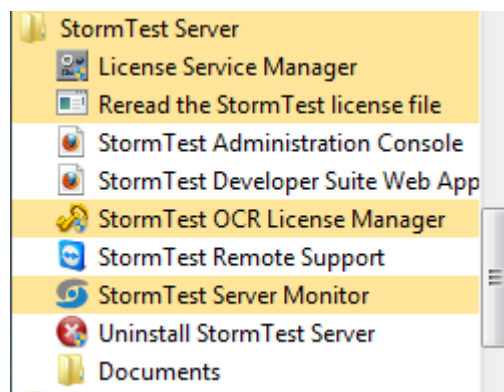 StormTest Server
License Service Manager
Reread the StormTest license file
StormTest Administration Console
StormTest Developer Suite Web App
StormTest OCR License Manager
StormTest Remote Support
StormTest Server Monitor
Uninstall StormTest Server
Documents